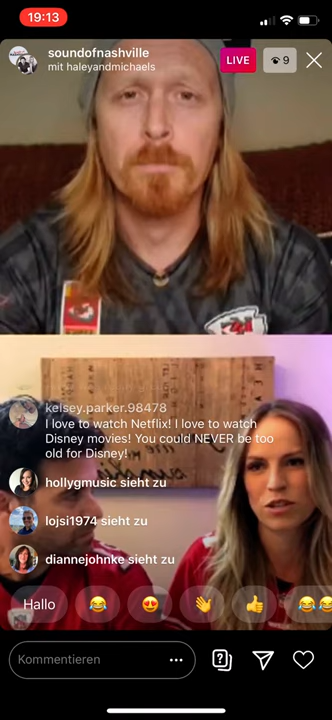 19:13
soundofnashville
mit haleyandmichaels
LIVE
9
kelsey.parker.98478
I love to watch Netflix! I love to watch
Disney movies! You could NEVER be too
old for Disney!
hollygmusic sieht zu
lojsi1974 sieht zu
diannejohnke sieht zu
Hallo
Kommentieren